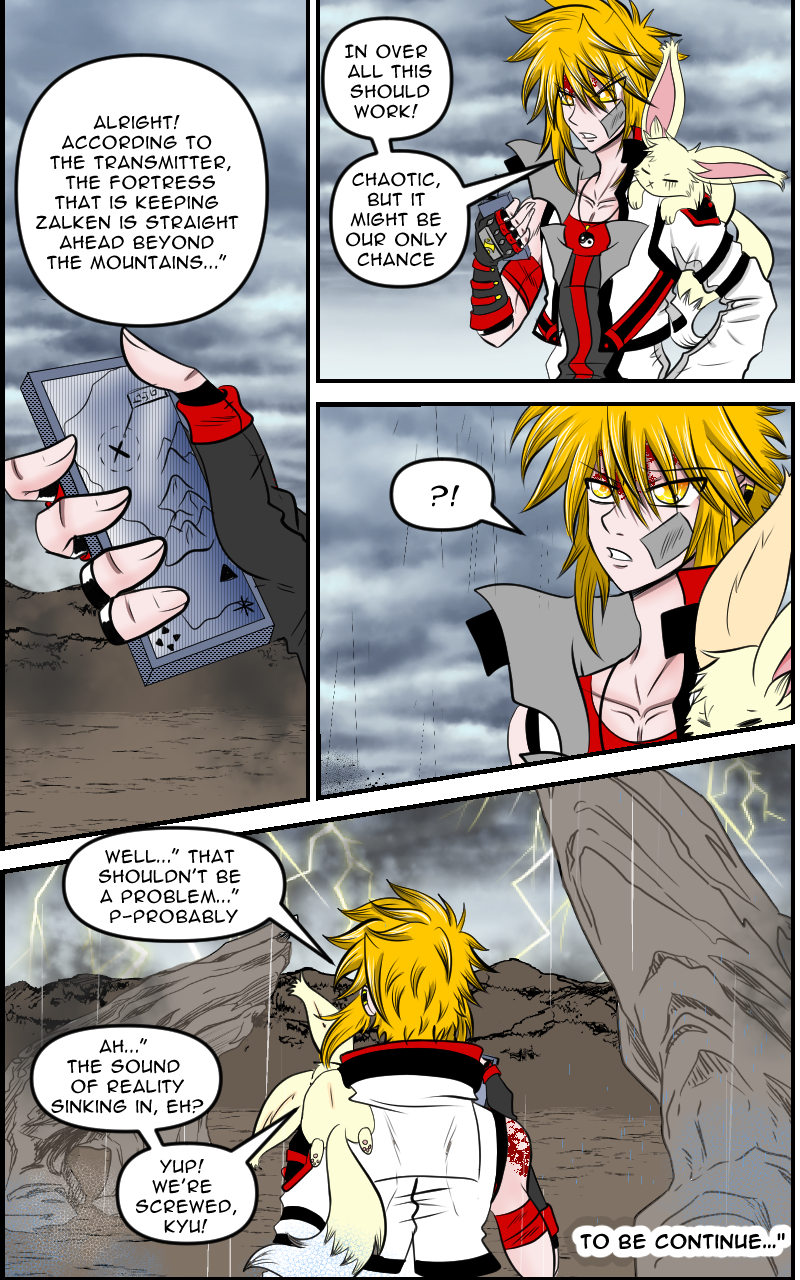 ALRIGHT!
ACCORDING TO
THE TRANSMITTER,
THE FORTRESS
THAT IS KEEPING
ZALKEN IS STRAIGHT
AHEAD BEYOND
THE MOUNTAINS..."
IN OVER
ALL THIS
SHOULD
WORK!
CHAOTIC,
BUT IT
MIGHT BE
OUR ONLY
CHANCE
?!
WELL..." THAT
SHOULDN'T BE
A PROBLEM..."
P-PROBABLY
AH..."
THE SOUND
OF REALITY
SINKING IN, EH?
YUP!
WE'RE
SCREWED,
KYU!
TO BE CONTINUE..."